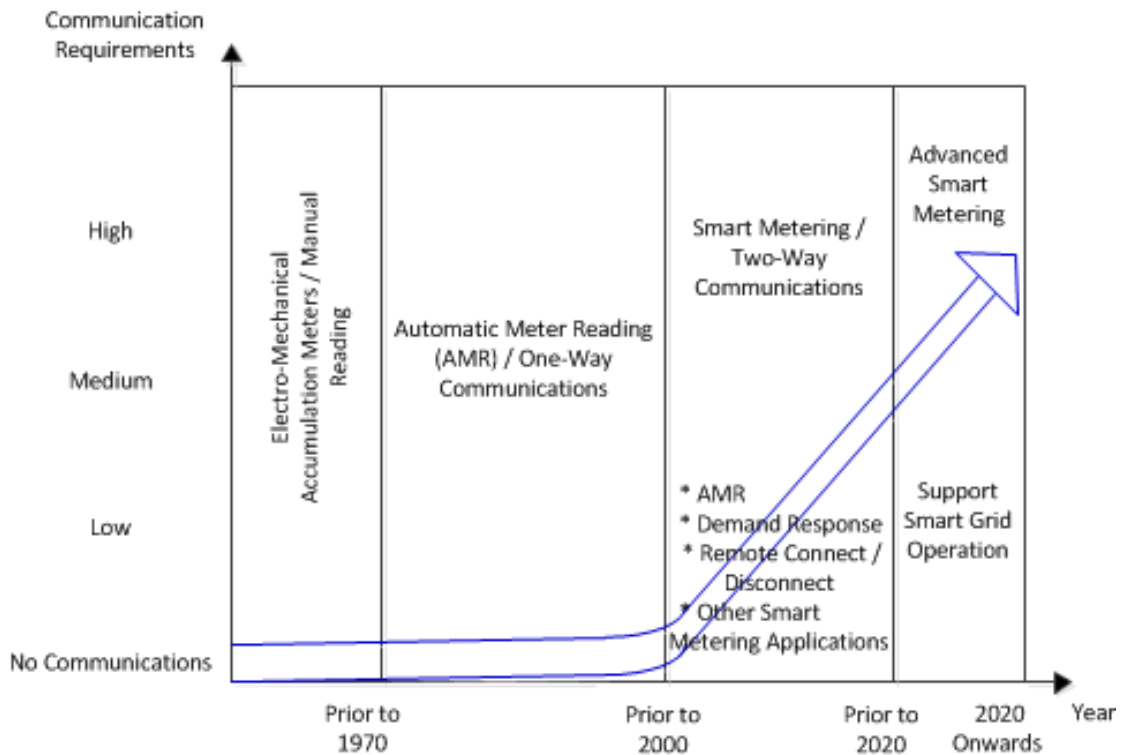 Communication
Requirements
High
Medium
Low
No Communications
Electro-Mechanical
Accumulation Meters / Manual
Reading
Automatic Meter Reading
(AMR) / One-Way
Communications
Smart Metering /
Two-Way
Communications
* AMR
* Demand Response
* Remote Connect /
Disconnect
* Other Smart
Metering Applications
Advanced
Smart
Metering
Support
Smart Grid
Operation
Prior to
1970
Prior to
2000
Prior to
2020
2020
Onwards
Year